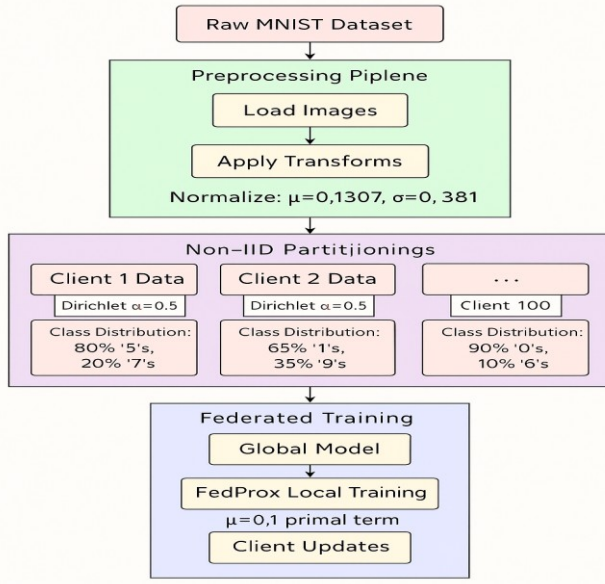 Raw MNIST Dataset
Preprocessing Piplene
Load Images
Apply Transforms
Normalize: μ=0,1307, σ=0, 381
Non-IID Partitjionings
Client 1 Data
Dirichlet α=0.5
Class Distribution:
80% '5's,
20% '7's
Client 2 Data
Dirichlet α=0.5
Class Distribution:
65% '1's,
35% '9's
...
Client 100
Class Distribution:
90% '0's,
10% '6's
Federated Training
Global Model
FedProx Local Training
μ=0,1 primal term
Client Updates